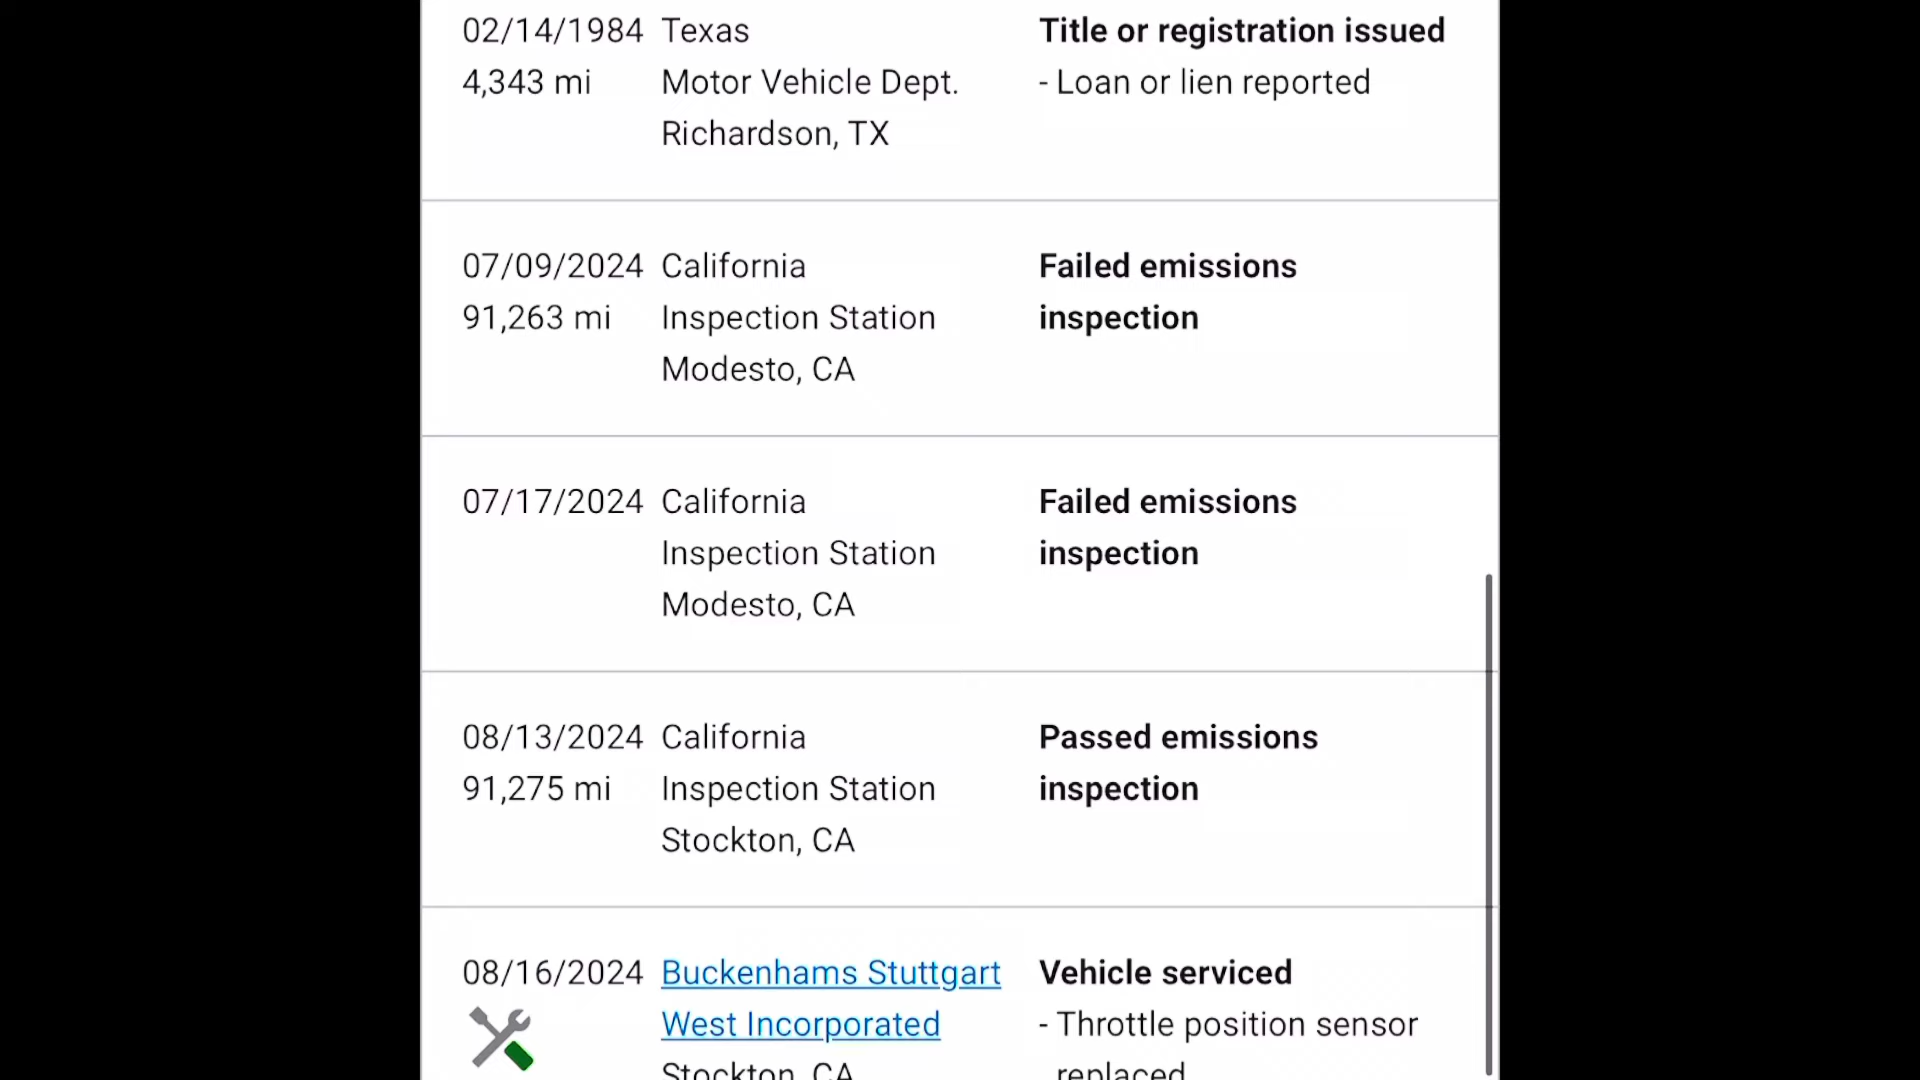 02/14/1984 Texas Title or registration issued
4,343 mi Motor Vehicle Dept. - Loan or lien reported
Richardson, TX
07/09/2024 California Failed emissions
91,263 mi Inspection Station inspection
Modesto, CA
07/17/2024 California Failed emissions
Inspection Station inspection
Modesto, CA
08/13/2024 California Passed emissions
91,275 mi Inspection Station inspection
Stockton, CA
08/16/2024 Buckenhams Stuttgart Vehicle serviced
West Incorporated - Throttle position sensor
Stockton, CA replaced